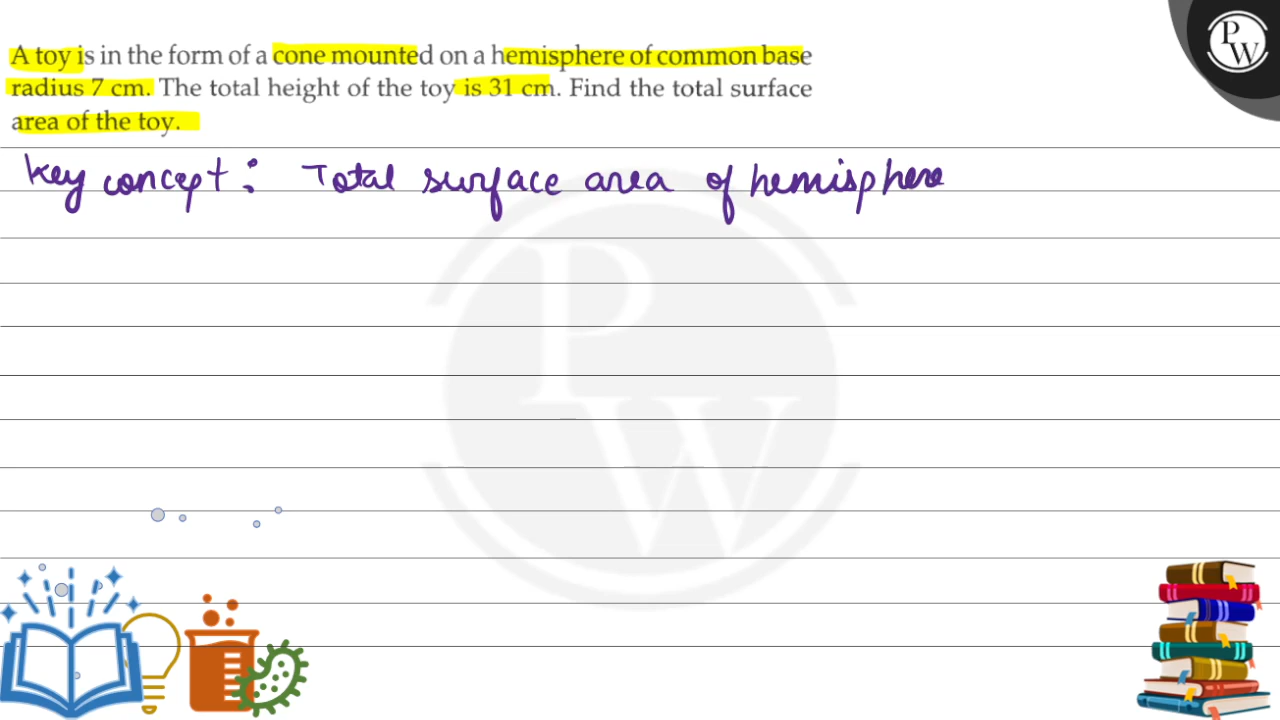 A toy is in the form of a cone mounted on a hemisphere of common base
radius 7 cm. The total height of the toy is 31 cm. Find the total surface
area of the toy.
Key concept: Total surface area of hemisphere
P
W
P
W